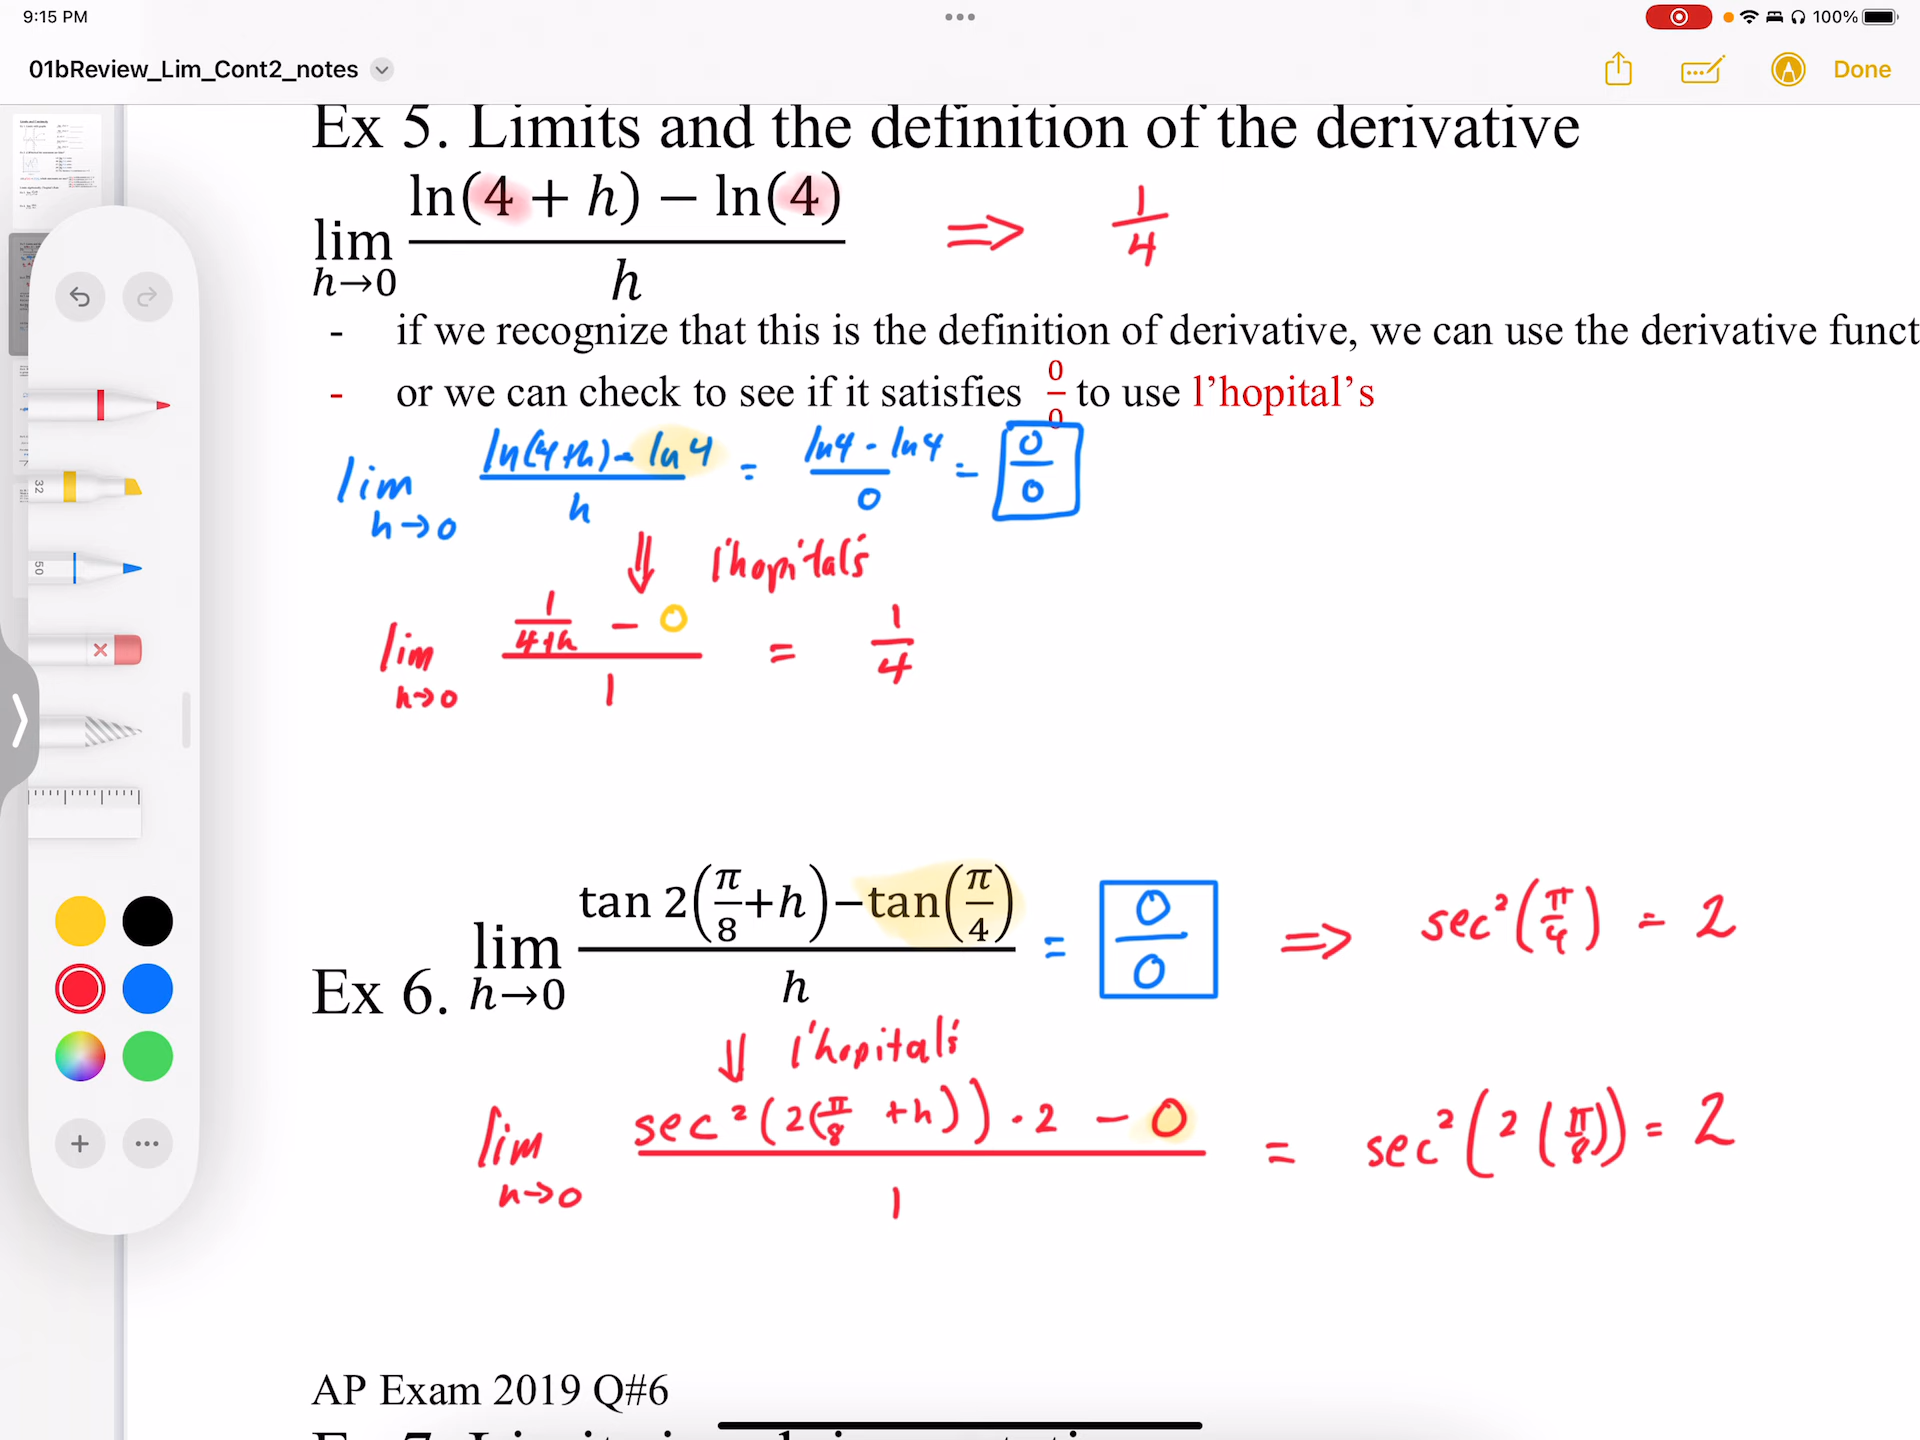 9:15 PM
100%
01bReview_Lim_Cont2_notes
Done
Ex 5. Limits and the definition of the derivative
lim h→0 (ln(4 + h) − ln(4))/h ⇒ 1/4
- if we recognize that this is the definition of derivative, we can use the derivative funct
- or we can check to see if it satisfies 0/0 to use l'hopital's
lim h→0 (ln(4+h) - ln 4)/h = (ln4 - ln4)/0 = 0/0
⇓ l'hopital's
lim h→0 (1/(4+h) - 0)/1 = 1/4
Ex 6. lim h→0 (tan 2(π/8+h)−tan(π/4))/h = 0/0 ⇒ sec²(π/4) = 2
⇓ l'hopital's
lim h→0 (sec²(2(π/8 + h)) · 2 - 0)/1 = sec²(2(π/8)) = 2
AP Exam 2019 Q#6
32
50